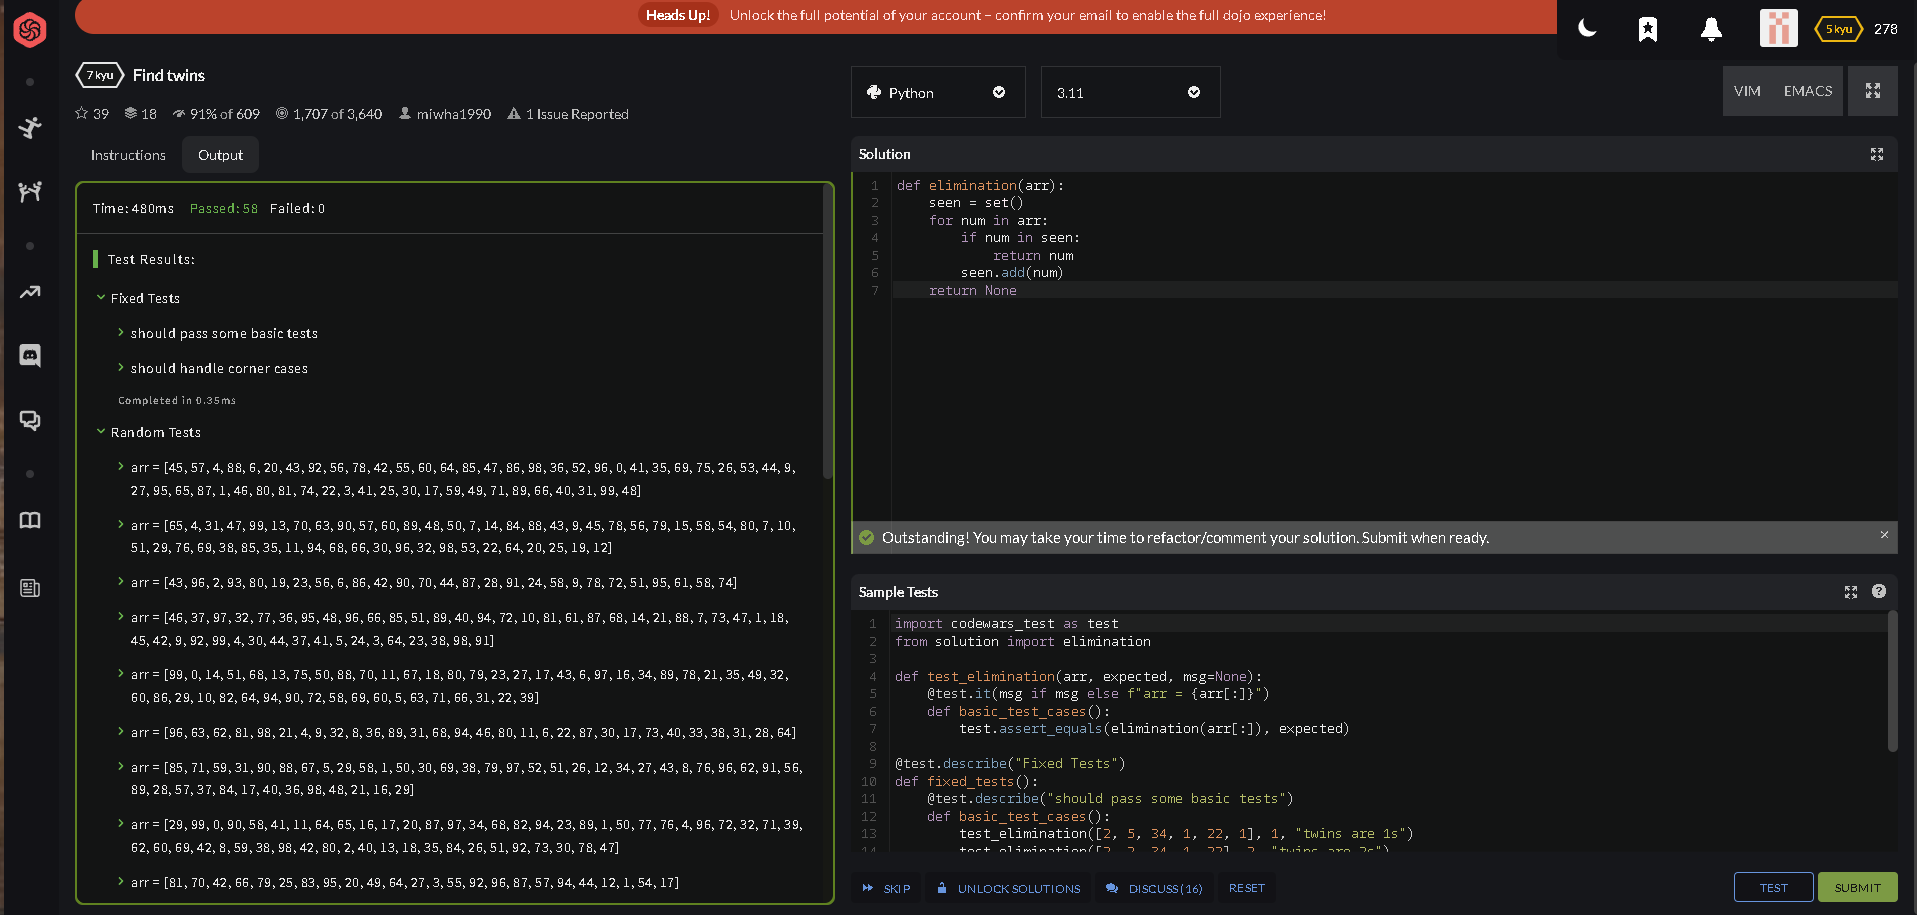 Heads Up! Unlock the full potential of your account – confirm your email to enable the full dojo experience!
5 kyu 278
7 kyu Find twins
39 18 91% of 609 1,707 of 3,640 miwha1990 1 Issue Reported
Instructions Output
Time: 480ms Passed: 58 Failed: 0
Test Results:
Fixed Tests
should pass some basic tests
should handle corner cases
Completed in 0.35ms
Random Tests
arr = [45, 57, 4, 88, 6, 20, 43, 92, 56, 78, 42, 55, 60, 64, 85, 47, 86, 98, 36, 52, 96, 0, 41, 35, 69, 75, 26, 53, 44, 9,
27, 95, 65, 87, 1, 46, 80, 81, 74, 22, 3, 41, 25, 30, 17, 59, 49, 71, 89, 66, 40, 31, 99, 48]
arr = [65, 4, 31, 47, 99, 13, 70, 63, 90, 57, 60, 89, 48, 50, 7, 14, 84, 88, 43, 9, 45, 78, 56, 79, 15, 58, 54, 80, 7, 10,
51, 29, 76, 69, 38, 85, 35, 11, 94, 68, 66, 30, 96, 32, 98, 53, 22, 64, 20, 25, 19, 12]
arr = [43, 96, 2, 93, 80, 19, 23, 56, 6, 86, 42, 90, 70, 44, 87, 28, 91, 24, 58, 9, 78, 72, 51, 95, 61, 58, 74]
arr = [46, 37, 97, 32, 77, 36, 95, 48, 96, 66, 85, 51, 89, 40, 94, 72, 10, 81, 61, 87, 68, 14, 21, 88, 7, 73, 47, 1, 18,
45, 42, 9, 92, 99, 4, 30, 44, 37, 41, 5, 24, 3, 64, 23, 38, 98, 91]
arr = [99, 0, 14, 51, 68, 13, 75, 50, 88, 70, 11, 67, 18, 80, 79, 23, 27, 17, 43, 6, 97, 16, 34, 89, 78, 21, 35, 49, 32,
60, 86, 29, 10, 82, 64, 94, 90, 72, 58, 69, 60, 5, 63, 71, 66, 31, 22, 39]
arr = [96, 63, 62, 81, 98, 21, 4, 9, 32, 8, 36, 89, 31, 68, 94, 46, 80, 11, 6, 22, 87, 30, 17, 73, 40, 33, 38, 31, 28, 64]
arr = [85, 71, 59, 31, 90, 88, 67, 5, 29, 58, 1, 50, 30, 69, 38, 79, 97, 52, 51, 26, 12, 34, 27, 43, 8, 76, 96, 62, 91, 56,
89, 28, 57, 37, 84, 17, 40, 36, 98, 48, 21, 16, 29]
arr = [29, 99, 0, 90, 58, 41, 11, 64, 65, 16, 17, 20, 87, 97, 34, 68, 82, 94, 23, 89, 1, 50, 77, 76, 4, 96, 72, 32, 71, 39,
62, 60, 69, 42, 8, 59, 38, 98, 42, 80, 2, 40, 13, 18, 35, 84, 26, 51, 92, 73, 30, 78, 47]
arr = [81, 70, 42, 66, 79, 25, 83, 95, 20, 49, 64, 27, 3, 55, 92, 96, 87, 57, 94, 44, 12, 1, 54, 17]
Python 3.11 VIM EMACS
Solution
1 def elimination(arr):
2 seen = set()
3 for num in arr:
4 if num in seen:
5 return num
6 seen.add(num)
7 return None
Outstanding! You may take your time to refactor/comment your solution. Submit when ready.
Sample Tests
1 import codewars_test as test
2 from solution import elimination
3
4 def test_elimination(arr, expected, msg=None):
5 @test.it(msg if msg else f"arr = {arr[:]}")
6 def basic_test_cases():
7 test.assert_equals(elimination(arr[:]), expected)
8
9 @test.describe("Fixed Tests")
10 def fixed_tests():
11 @test.describe("should pass some basic tests")
12 def basic_test_cases():
13 test_elimination([2, 5, 34, 1, 22, 1], 1, "twins are 1s")
14 test_elimination([2, 2, 34, 1, 22], 2, "twins are 2s")
SKIP UNLOCK SOLUTIONS DISCUSS (16) RESET TEST SUBMIT